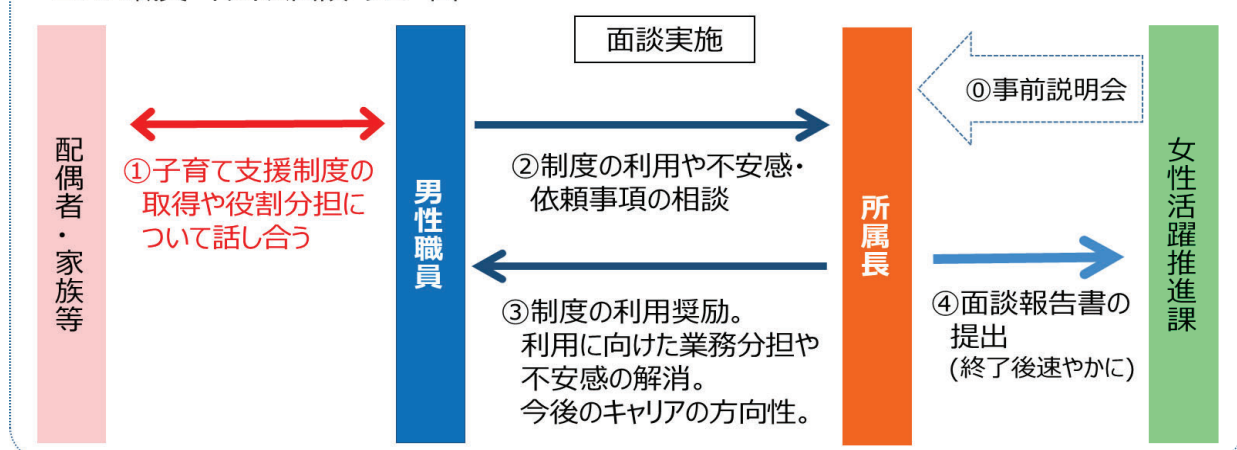 面談実施
配偶者・家族等
①子育て支援制度の
取得や役割分担に
ついて話し合う
男性職員
②制度の利用や不安感・
依頼事項の相談
③制度の利用奨励。
利用に向けた業務分担や
不安感の解消。
今後のキャリアの方向性。
所属長
⓪事前説明会
④面談報告書の
提出
(終了後速やかに)
女性活躍推進課